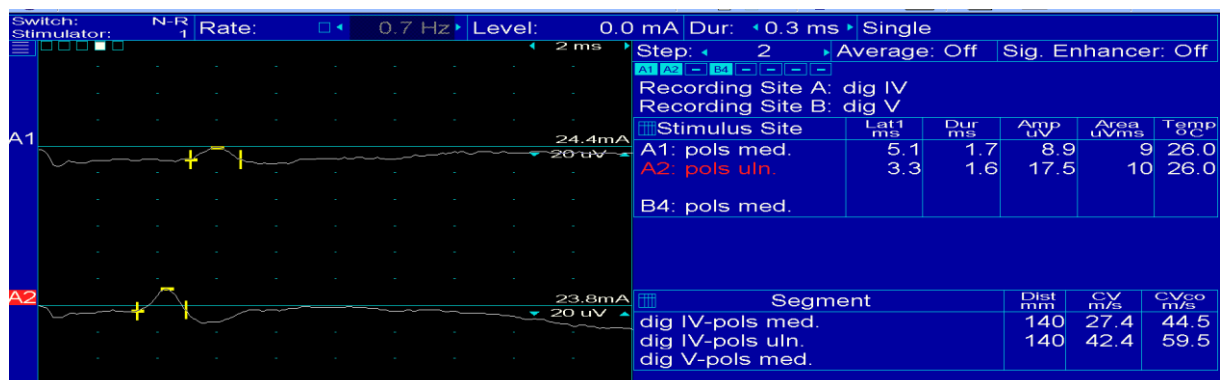 Switch: N-R Rate: 0.7 Hz Level: 0.0 mA Dur: 0.3 ms Single
Stimulator: 1
2 ms Step: 2 Average: Off Sig. Enhancer: Off
A1 A2 – B4 – – – –
Recording Site A: dig IV
Recording Site B: dig V
Stimulus Site Lat1 ms Dur ms Amp uV Area uVms Temp °C
A1 24.4mA
20 uV
A1: pols med. 5.1 1.7 8.9 9 26.0
A2: pols uln. 3.3 1.6 17.5 10 26.0
B4: pols med.
A2 23.8mA
20 uV
Segment Dist mm CV m/s CVco m/s
dig IV-pols med. 140 27.4 44.5
dig IV-pols uln. 140 42.4 59.5
dig V-pols med.